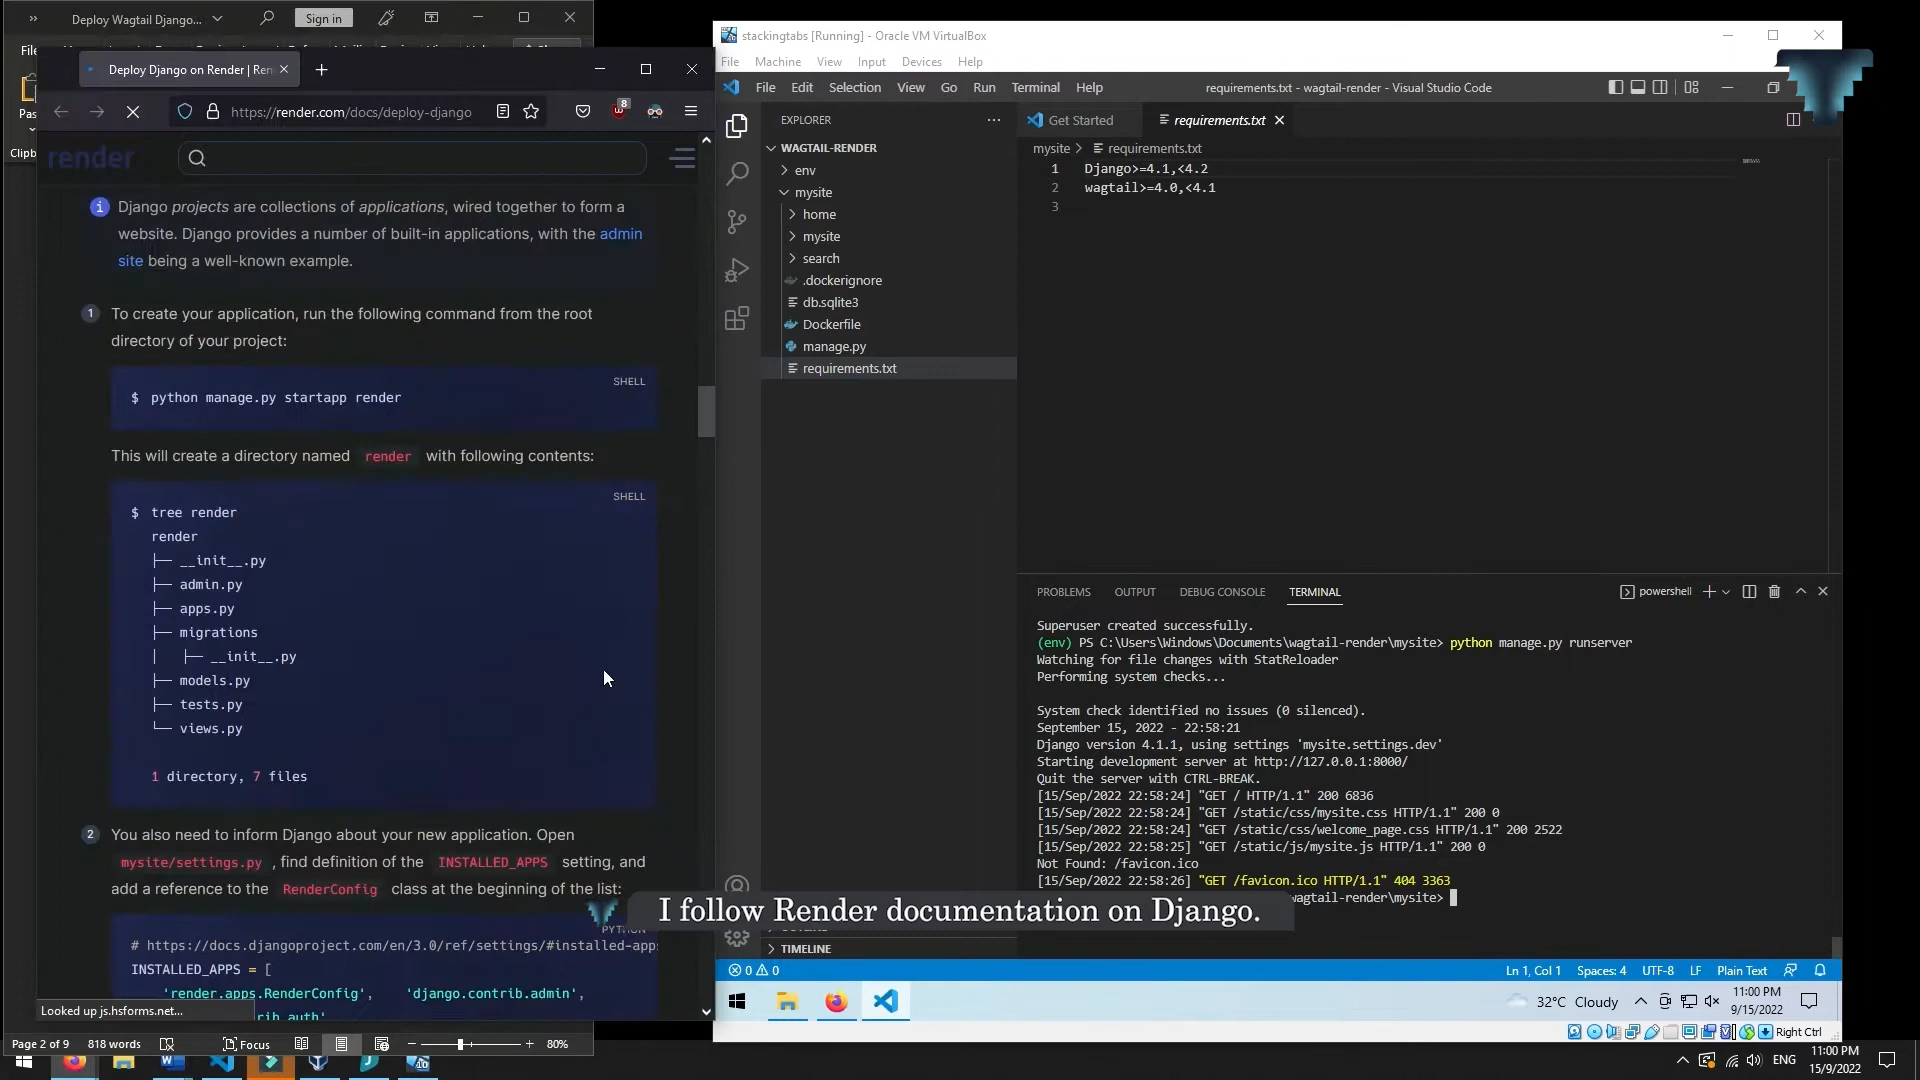 Deploy Wagtail Django...
Sign in
File
Pas
Clipb
Deploy Django on Render | Ren
https://render.com/docs/deploy-django
8
render
Django projects are collections of applications, wired together to form a
website. Django provides a number of built-in applications, with the admin
site being a well-known example.
1 To create your application, run the following command from the root
directory of your project:
SHELL
$ python manage.py startapp render
This will create a directory named render with following contents:
SHELL
$ tree render
render
├── __init__.py
├── admin.py
├── apps.py
├── migrations
│   ├── __init__.py
├── models.py
├── tests.py
└── views.py
1 directory, 7 files
2 You also need to inform Django about your new application. Open
mysite/settings.py , find definition of the INSTALLED_APPS setting, and
add a reference to the RenderConfig class at the beginning of the list:
PYTHON
# https://docs.djangoproject.com/en/3.0/ref/settings/#installed-apps
INSTALLED_APPS = [
'render.apps.RenderConfig', 'django.contrib.admin',
rib.auth'
Looked up js.hsforms.net...
Page 2 of 9 818 words Focus 80%
stackingtabs [Running] - Oracle VM VirtualBox
File Machine View Input Devices Help
File Edit Selection View Go Run Terminal Help
requirements.txt - wagtail-render - Visual Studio Code
EXPLORER
WAGTAIL-RENDER
env
mysite
home
mysite
search
.dockerignore
db.sqlite3
Dockerfile
manage.py
requirements.txt
TIMELINE
Get Started requirements.txt
mysite > requirements.txt
1 Django>=4.1,<4.2
2 wagtail>=4.0,<4.1
3
PROBLEMS OUTPUT DEBUG CONSOLE TERMINAL
powershell
Superuser created successfully.
(env) PS C:\Users\Windows\Documents\wagtail-render\mysite> python manage.py runserver
Watching for file changes with StatReloader
Performing system checks...
System check identified no issues (0 silenced).
September 15, 2022 - 22:58:21
Django version 4.1.1, using settings 'mysite.settings.dev'
Starting development server at http://127.0.0.1:8000/
Quit the server with CTRL-BREAK.
[15/Sep/2022 22:58:24] "GET / HTTP/1.1" 200 6836
[15/Sep/2022 22:58:24] "GET /static/css/mysite.css HTTP/1.1" 200 0
[15/Sep/2022 22:58:24] "GET /static/css/welcome_page.css HTTP/1.1" 200 2522
[15/Sep/2022 22:58:25] "GET /static/js/mysite.js HTTP/1.1" 200 0
Not Found: /favicon.ico
[15/Sep/2022 22:58:26] "GET /favicon.ico HTTP/1.1" 404 3363
wagtail-render\mysite>
I follow Render documentation on Django.
0 0
Ln 1, Col 1 Spaces: 4 UTF-8 LF Plain Text
32°C Cloudy
11:00 PM
9/15/2022
Right Ctrl
ENG
11:00 PM
15/9/2022